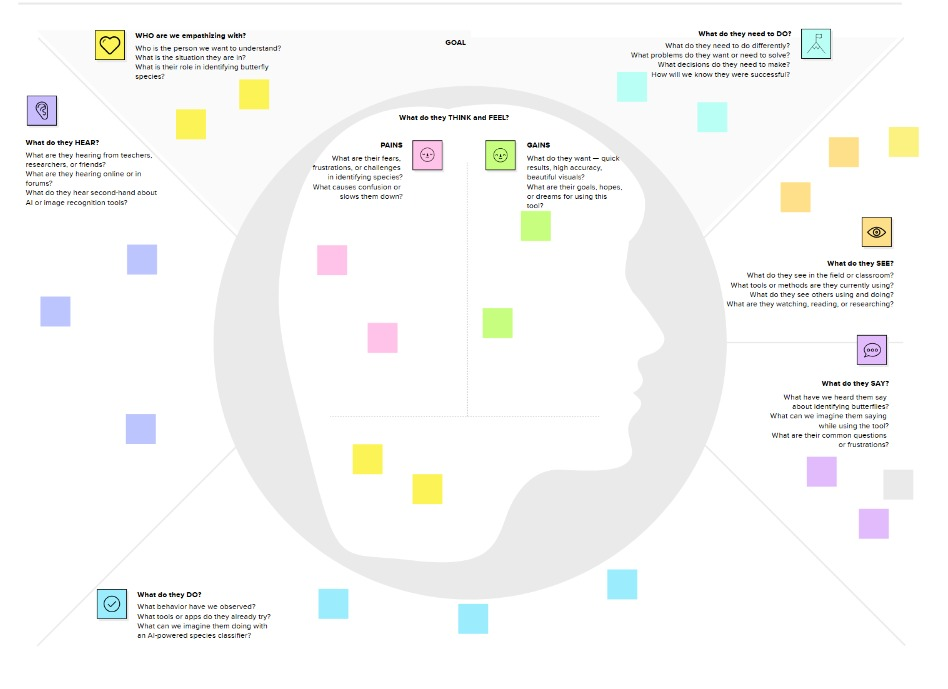 WHO are we empathizing with?
Who is the person we want to understand?
What is the situation they are in?
What is their role in identifying butterfly
species?
GOAL
What do they need to DO?
What do they need to do differently?
What problems do they want or need to solve?
What decisions do they need to make?
How will we know they were successful?
What do they HEAR?
What are they hearing from teachers,
researchers, or friends?
What are they hearing online or in
forums?
What do they hear second-hand about
AI or image recognition tools?
What do they THINK and FEEL?
PAINS
What are their fears,
frustrations, or challenges
in identifying species?
What causes confusion or
slows them down?
GAINS
What do they want — quick
results, high accuracy,
beautiful visuals?
What are their goals, hopes,
or dreams for using this
tool?
What do they SEE?
What do they see in the field or classroom?
What tools or methods are they currently using?
What do they see others using and doing?
What are they watching, reading, or researching?
What do they SAY?
What have we heard them say
about identifying butterflies?
What can we imagine them saying
while using the tool?
What are their common questions
or frustrations?
What do they DO?
What behavior have we observed?
What tools or apps do they already try?
What can we imagine them doing with
an AI-powered species classifier?